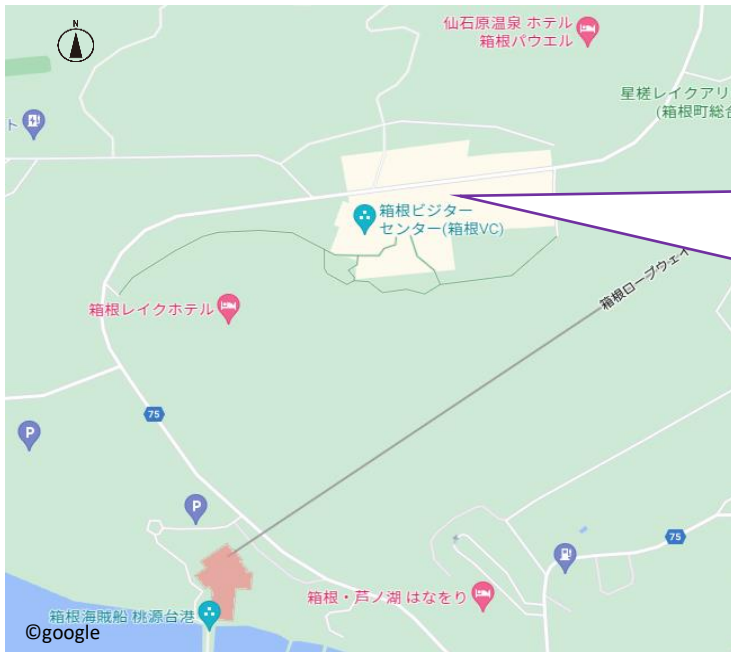 N
仙石原温泉 ホテル
箱根パウエル
星槎レイクアリ
(箱根町総合
ト
箱根ビジター
センター(箱根VC)
箱根ロープウェイ
箱根レイクホテル
75
P
P
75
箱根・芦ノ湖 はなをり
箱根海賊船 桃源台港
©google